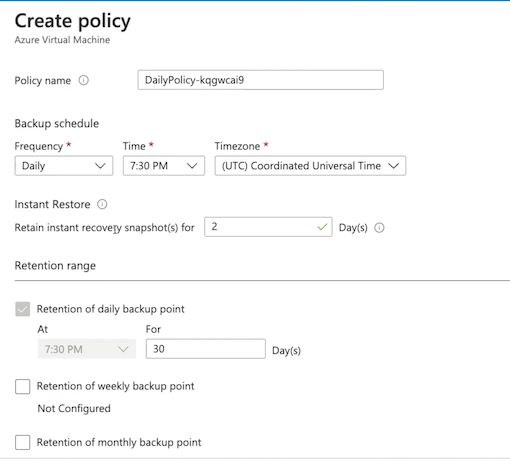 Create policy
Azure Virtual Machine
Policy name
DailyPolicy-kqgwcai9
Backup schedule
Frequency * Time * Timezone *
Daily 7:30 PM (UTC) Coordinated Universal Time
Instant Restore
Retain instant recovery snapshot(s) for 2 Day(s)
Retention range
Retention of daily backup point
At For
7:30 PM 30 Day(s)
Retention of weekly backup point
Not Configured
Retention of monthly backup point